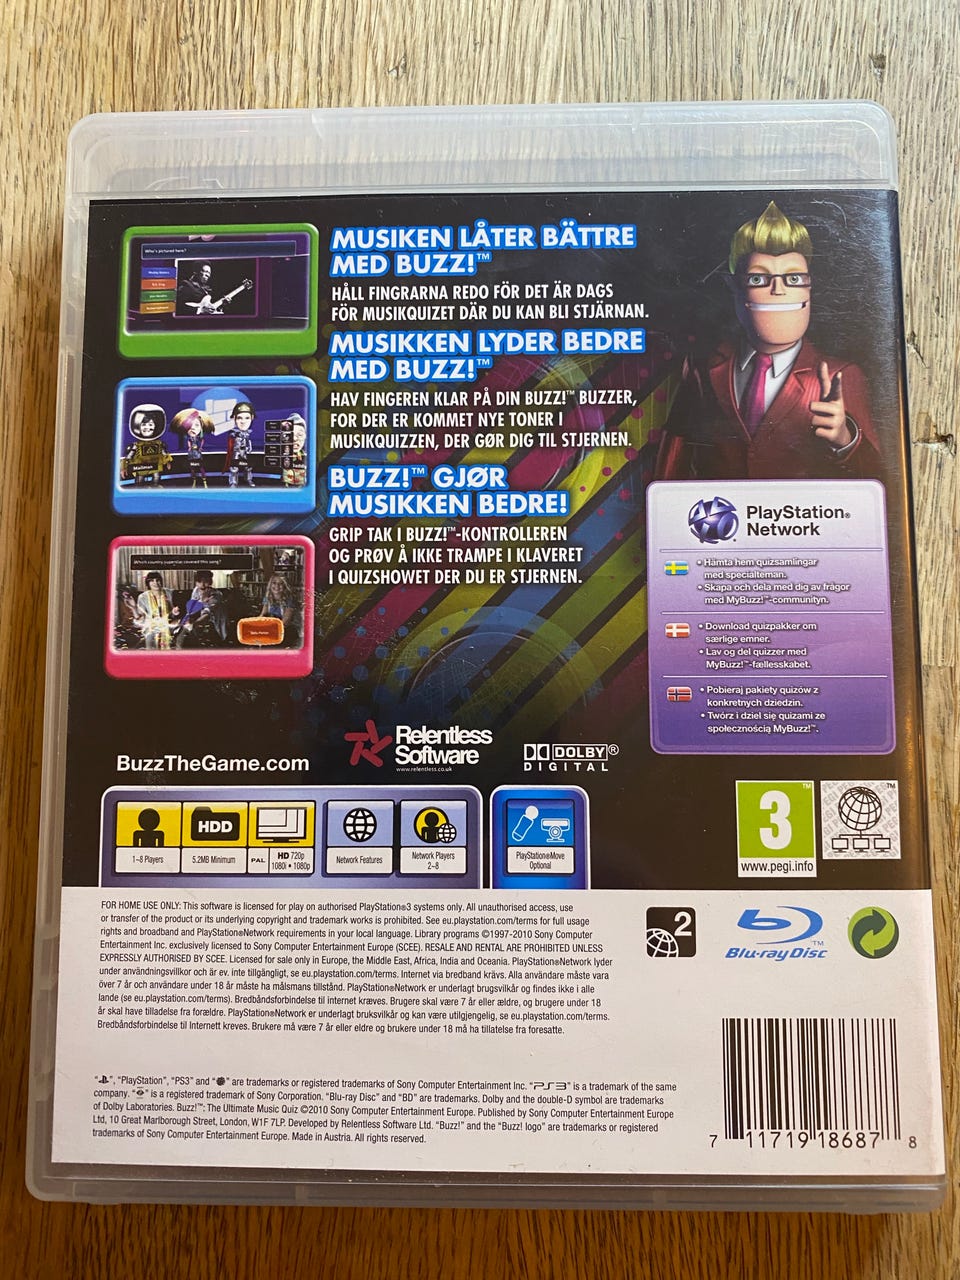 Who's pictured here?
MUSIKEN LÅTER BÄTTRE
MED BUZZ!™
HÅLL FINGRARNA REDO FÖR DET ÄR DAGS
FÖR MUSIKQUIZET DÄR DU KAN BLI STJÄRNAN.
MUSIKKEN LYDER BEDRE
MED BUZZ!™
HAV FINGEREN KLAR PÅ DIN BUZZ!™ BUZZER,
FOR DER ER KOMMET NYE TONER I
MUSIKQUIZZEN, DER GØR DIG TIL STJERNEN.
Mailman
BUZZ!™ GJØR
MUSIKKEN BEDRE!
GRIP TAK I BUZZ!™-KONTROLLEREN
OG PRØV Å IKKE TRAMPE I KLAVERET
I QUIZSHOWET DER DU ER STJERNEN.
Which country superstar covered this song?
PlayStation®
Network
• Hämta hem quizsamlingar
med specialteman.
• Skapa och dela med dig av frågor
med MyBuzz!™-communityn.
• Download quizpakker om
særlige emner.
• Lav og del quizzer med
MyBuzz!™-fællesskabet.
• Pobieraj pakiety quizów z
konkretnych dziedzin.
• Twórz i dziel się quizami ze
społecznością MyBuzz!™.
BuzzTheGame.com
Relentless
Software
www.relentless.co.uk
DOLBY®
DIGITAL
1–8 Players
HDD
5.2MB Minimum
PAL
HD 720p
1080i • 1080p
Network Features
Network Players
2–8
PlayStation®Move
Optional
3™
www.pegi.info
™
FOR HOME USE ONLY: This software is licensed for play on authorised PlayStation®3 systems only. All unauthorised access, use
or transfer of the product or its underlying copyright and trademark works is prohibited. See eu.playstation.com/terms for full usage
rights and broadband and PlayStation®Network requirements in your local language. Library programs ©1997-2010 Sony Computer
Entertainment Inc. exclusively licensed to Sony Computer Entertainment Europe (SCEE). RESALE AND RENTAL ARE PROHIBITED UNLESS
EXPRESSLY AUTHORISED BY SCEE. Licensed for sale only in Europe, the Middle East, Africa, India and Oceania. PlayStation®Network lyder
under användningsvillkor och är ev. inte tillgängligt, se eu.playstation.com/terms. Internet via bredband krävs. Alla användare måste vara
över 7 år och användare under 18 år måste ha målsmans tillstånd. PlayStation®Network er underlagt brugsvilkår og findes ikke i alle
lande (se eu.playstation.com/terms). Bredbåndsforbindelse til internet kræves. Brugere skal være 7 år eller ældre, og brugere under 18
år skal have tilladelse fra forældre. PlayStation®Network er underlagt bruksvilkår og kan være utilgjengelig, se eu.playstation.com/terms.
Bredbåndsforbindelse til Internett kreves. Brukere må være 7 år eller eldre og brukere under 18 må ha tillatelse fra foresatte.
2
Blu-ray Disc™
" ", "PlayStation", "PS3" and " " are trademarks or registered trademarks of Sony Computer Entertainment Inc. "PS3" is a trademark of the same
company. " " is a registered trademark of Sony Corporation. "Blu-ray Disc" and "BD" are trademarks. Dolby and the double-D symbol are trademarks
of Dolby Laboratories. Buzz!™: The Ultimate Music Quiz ©2010 Sony Computer Entertainment Europe. Published by Sony Computer Entertainment Europe
Ltd, 10 Great Marlborough Street, London, W1F 7LP. Developed by Relentless Software Ltd. "Buzz!" and the "Buzz! logo" are trademarks or registered
trademarks of Sony Computer Entertainment Europe. Made in Austria. All rights reserved.
7 11719 18687 8